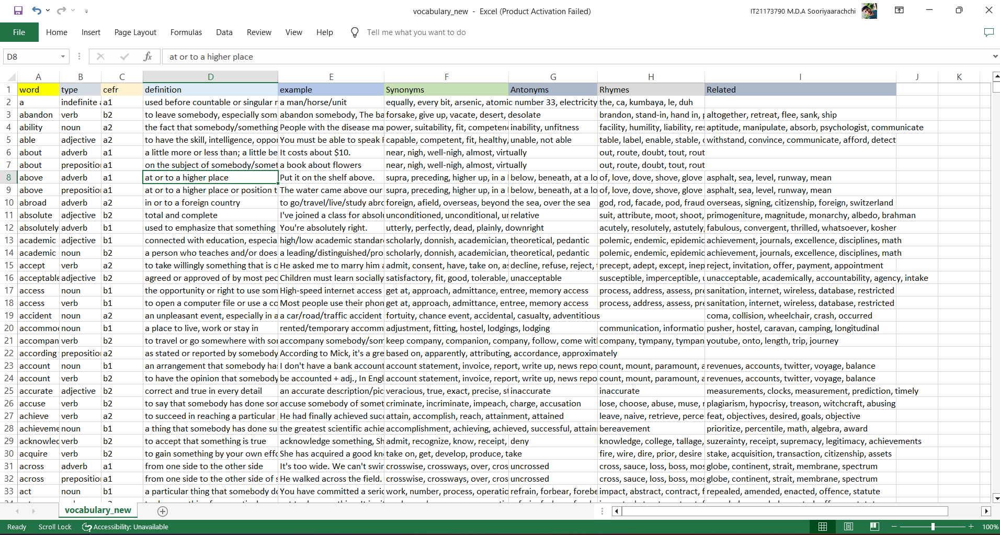 vocabulary_new - Excel (Product Activation Failed)
IT21173790 M.D.A Sooriyaarachchi
File Home Insert Page Layout Formulas Data Review View Help Tell me what you want to do
D8 fx at or to a higher place
A B C D E F G H I J K
1 word type cefr definition example Synonyms Antonyms Rhymes Related
2 a indefinite a1 used before countable or singular a man/horse/unit equally, every bit, arsenic, atomic number 33, electricity the, ca, kumbaya, le, duh
3 abandon verb b2 to leave somebody, especially som abandon somebody, The ba forsake, give up, vacate, desert, desolate brandon, stand-in, hand in, altogether, retreat, flee, sank, ship
4 ability noun a2 the fact that somebody/something People with the disease ma power, suitability, fit, competen inability, unfitness facility, humility, liability, re aptitude, manipulate, absorb, psychologist, communicate
5 able adjective a2 to have the skill, intelligence, oppo You must be able to speak capable, competent, fit, healthy, unable, not able table, label, enable, stable, withstand, convince, communicate, afford, detect
6 about adverb a1 a little more or less than; a little be It costs about $10. near, nigh, well-nigh, almost, virtually out, route, doubt, tout, rout
7 about prepositio a1 on the subject of somebody/somet a book about flowers near, nigh, well-nigh, almost, virtually out, route, doubt, tout, rout
8 above adverb a1 at or to a higher place Put it on the shelf above. supra, preceding, higher up, in a below, beneath, at a lo of, love, dove, shove, glove asphalt, sea, level, runway, mean
9 above prepositio a1 at or to a higher place or position t The water came above our supra, preceding, higher up, in a below, beneath, at a lo of, love, dove, shove, glove asphalt, sea, level, runway, mean
10 abroad adverb a2 in or to a foreign country to go/travel/live/study abro foreign, afield, overseas, beyond the sea, over the sea god, rod, facade, pod, fraud overseas, signing, citizenship, foreign, switzerland
11 absolute adjective b2 total and complete I've joined a class for absol unconditioned, unconditional, un relative suit, attribute, moot, shoot, primogeniture, magnitude, monarchy, albedo, brahman
12 absolutely adverb b1 used to emphasize that something You're absolutely right. utterly, perfectly, dead, plainly, downright acutely, resolutely, astutely, fabulous, convergent, thrilled, whatsoever, kosher
13 academic adjective b1 connected with education, especia high/low academic standar scholarly, donnish, academician, theoretical, pedantic polemic, endemic, epidemic achievement, journals, excellence, disciplines, math
14 academic noun b2 a person who teaches and/or does a leading/distinguished/pro scholarly, donnish, academician, theoretical, pedantic polemic, endemic, epidemic achievement, journals, excellence, disciplines, math
15 accept verb a2 to take willingly something that is o He asked me to marry him a admit, consent, have, take on, as decline, refuse, reject, precept, adept, except, inep reject, invitation, offer, payment, appointment
16 acceptable adjective b2 agreed or approved of by most peo Children must learn socially satisfactory, fit, good, tolerable, unacceptable susceptible, imperceptible, unacceptable, academically, accountability, agency, intake
17 access noun b1 the opportunity or right to use som High-speed internet access get at, approach, admittance, entree, memory access process, address, assess, pr sanitation, internet, wireless, database, restricted
18 access verb b1 to open a computer file or use a co Most people use their phon get at, approach, admittance, entree, memory access process, address, assess, pr sanitation, internet, wireless, database, restricted
19 accident noun a2 an unpleasant event, especially in a a car/road/traffic accident fortuity, chance event, accidental, casualty, adventitious coma, collision, wheelchair, crash, occurred
20 accommo noun b1 a place to live, work or stay in rented/temporary accomm adjustment, fitting, hostel, lodgings, lodging communication, informatio pusher, hostel, caravan, camping, longitudinal
21 accompan verb b2 to travel or go somewhere with so accompany somebody/som keep company, companion, company, follow, come wit company, tympany, tympan youtube, onto, length, trip, journey
22 according prepositio a2 as stated or reported by somebody According to Mick, it's a gre based on, apparently, attributing, accordance, approximately
23 account noun b1 an arrangement that somebody ha I don't have a bank account account statement, invoice, report, write up, news repo count, mount, paramount, a revenues, accounts, twitter, voyage, balance
24 account verb b2 to have the opinion that somebody be accounted + adj., In Engl account statement, invoice, report, write up, news repo count, mount, paramount, a revenues, accounts, twitter, voyage, balance
25 accurate adjective b2 correct and true in every detail an accurate description/pic veracious, true, exact, precise, st inaccurate inaccurate measurements, clocks, measurement, prediction, timely
26 accuse verb b2 to say that somebody has done sor accuse somebody of somet criminate, incriminate, impeach, charge, accusation lose, choose, abuse, muse, plagiarism, hypocrisy, treason, witchcraft, abusing
27 achieve verb a2 to succeed in reaching a particular He had finally achieved suc attain, accomplish, reach, attainment, attained leave, naive, retrieve, perce feat, objectives, desired, goals, objective
28 achieveme noun b1 a thing that somebody has done su the greatest scientific achie accomplishment, achieving, achieved, successful, attain bereavement prioritize, percentile, math, algebra, award
29 acknowled verb b2 to accept that something is true acknowledge something, Sh admit, recognize, know, receipt, deny knowledge, college, tallage, suzerainty, receipt, supremacy, legitimacy, achievements
30 acquire verb b2 to gain something by your own effo She has acquired a good kn take on, get, develop, produce, take fire, wire, dire, prior, desire stake, acquisition, transaction, citizenship, assets
31 across adverb a1 from one side to the other side It's too wide. We can't swir crosswise, crossways, over, cros uncrossed cross, sauce, loss, boss, mos globe, continent, strait, membrane, spectrum
32 across prepositio a1 from one side to the other side of s He walked across the field. crosswise, crossways, over, cros uncrossed cross, sauce, loss, boss, mos globe, continent, strait, membrane, spectrum
33 act noun b1 a particular thing that somebody do You have committed a serio work, number, process, operatio refrain, forbear, forebe impact, abstract, contract, f repealed, amended, enacted, offence, statute
vocabulary_new
Ready Scroll Lock Accessibility: Unavailable 100%